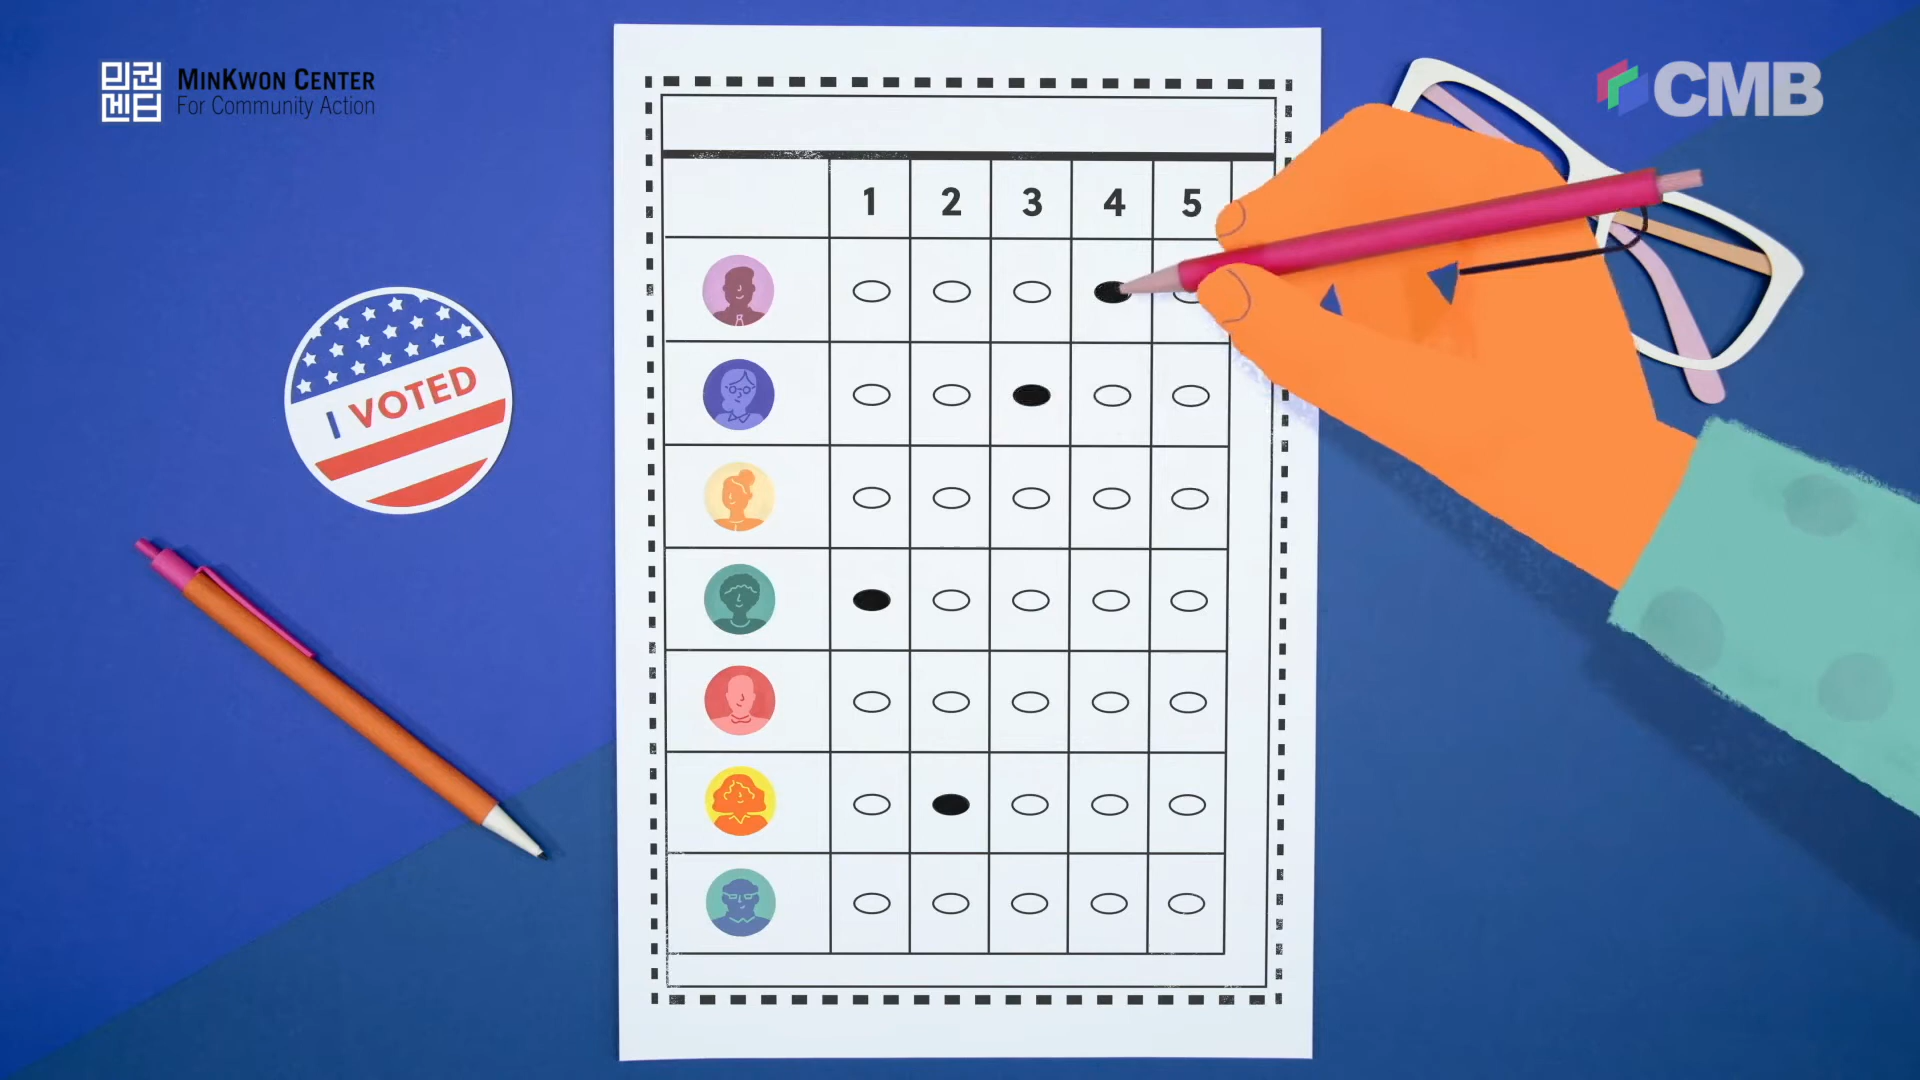 민권
센터
MINKWON CENTER
For Community Action
CMB
1 2 3 4 5
I VOTED